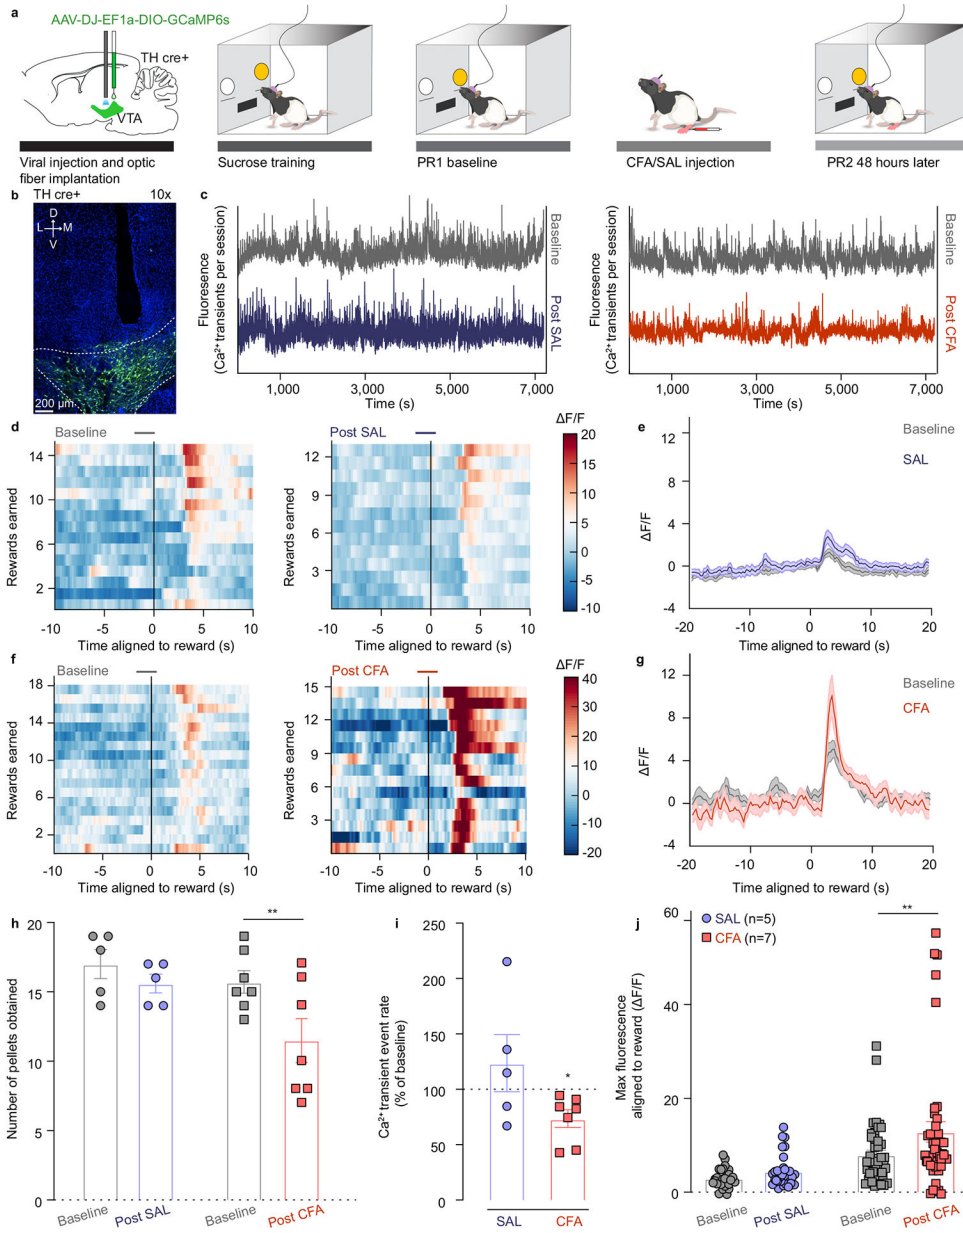 a
AAV-DJ-EF1a-DIO-GCaMP6s
TH cre+
VTA
Viral injection and optic
fiber implantation
Sucrose training
PR1 baseline
CFA/SAL injection
PR2 48 hours later
b
TH cre+
10x
D
L
M
V
200 µm
c
Fluoresence
(Ca²⁺ transients per session)
Baseline
Post SAL
1,000
3,000
5,000
7,000
Time (s)
Fluoresence
(Ca²⁺ transients per session)
Baseline
Post CFA
1,000
3,000
5,000
7,000
Time (s)
d
Baseline
Rewards earned
14
10
6
2
-10
-5
0
5
10
Time aligned to reward (s)
Post SAL
Rewards earned
12
9
6
3
-10
-5
0
5
10
Time aligned to reward (s)
ΔF/F
20
15
10
5
0
-5
-10
e
Baseline
SAL
ΔF/F
12
8
4
0
-4
-20
-10
0
10
20
Time aligned to reward (s)
f
Baseline
Rewards earned
18
14
10
6
2
-10
-5
0
5
10
Time aligned to reward (s)
Post CFA
Rewards earned
15
12
9
6
3
-10
-5
0
5
10
Time aligned to reward (s)
ΔF/F
40
30
20
10
0
-10
-20
g
Baseline
CFA
ΔF/F
12
8
4
0
-4
-20
-10
0
10
20
Time aligned to reward (s)
h
Number of pellets obtained
20
15
10
5
0
**
Baseline
Post SAL
Baseline
Post CFA
i
Ca²⁺ transient event rate
(% of baseline)
250
200
150
100
50
0
*
SAL
CFA
j
Max fluorescence
aligned to reward (ΔF/F)
60
40
20
0
SAL (n=5)
CFA (n=7)
**
Baseline
Post SAL
Baseline
Post CFA